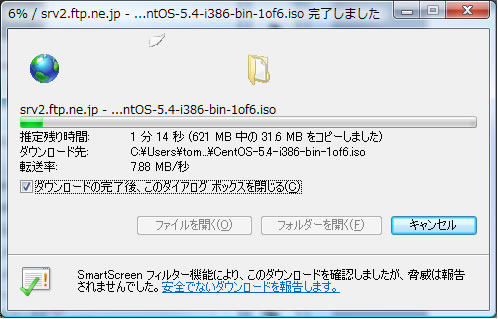 6% / srv2.ftp.ne.jp - ...ntOS-5.4-i386-bin-1of6.iso 完了しました
srv2.ftp.ne.jp - ...ntOS-5.4-i386-bin-1of6.iso
推定残り時間: 1 分 14 秒 (621 MB 中の 31.6 MB をコピーしました)
ダウンロード先: C:¥Users¥tom...¥CentOS-5.4-i386-bin-1of6.iso
転送率: 7.88 MB/秒
ダウンロードの完了後、このダイアログ ボックスを閉じる(C)
ファイルを開く(O) フォルダーを開く(F) キャンセル
SmartScreen フィルター機能により、このダウンロードを確認しましたが、脅威は報告
されませんでした。安全でないダウンロードを報告します。